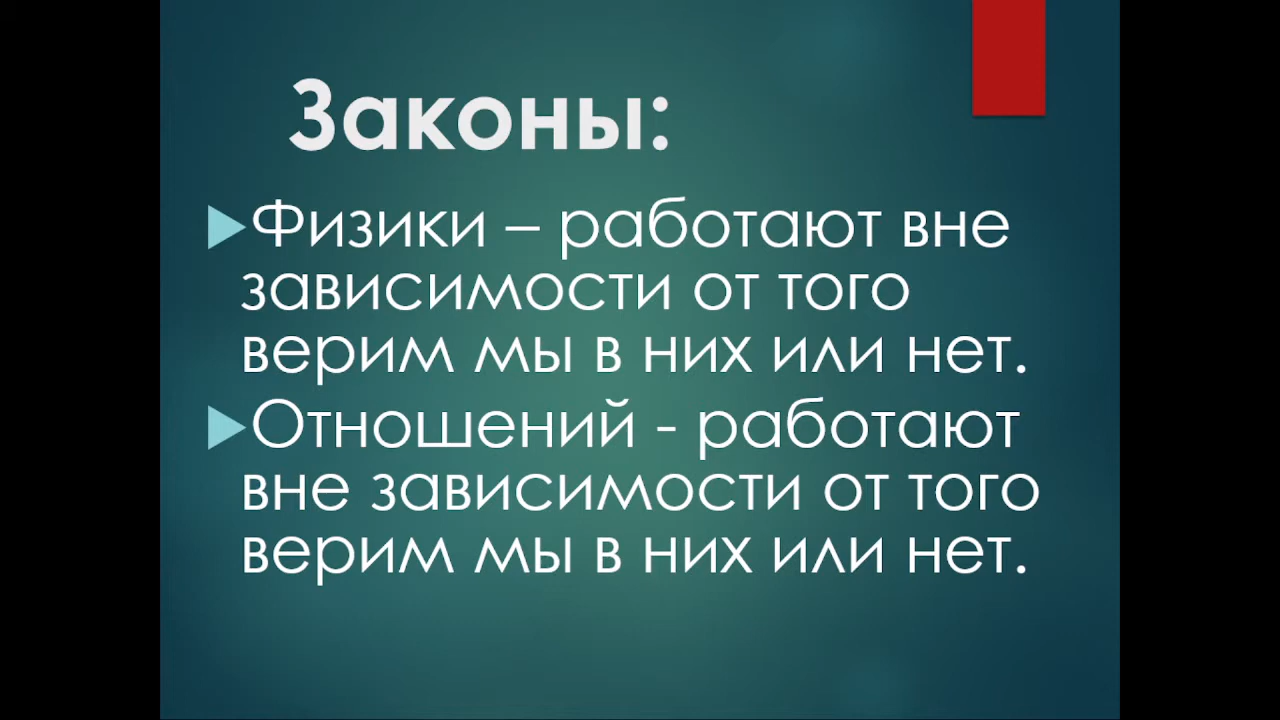 Законы:
Физики – работают вне
зависимости от того
верим мы в них или нет.
Отношений - работают
вне зависимости от того
верим мы в них или нет.